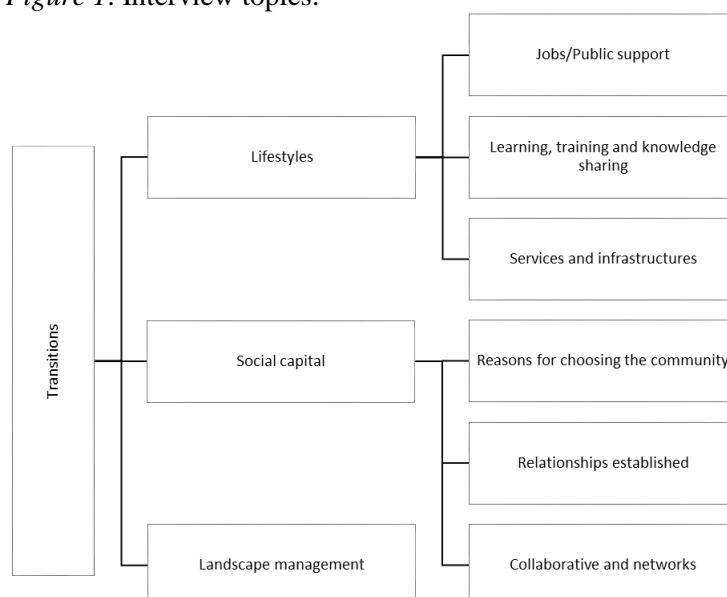 Figure 1. Interview topics.
Jobs/Public support
Lifestyles
Learning, training and knowledge
sharing
Services and infrastructures
Transitions
Social capital
Reasons for choosing the community
Relationships established
Landscape management
Collaborative and networks